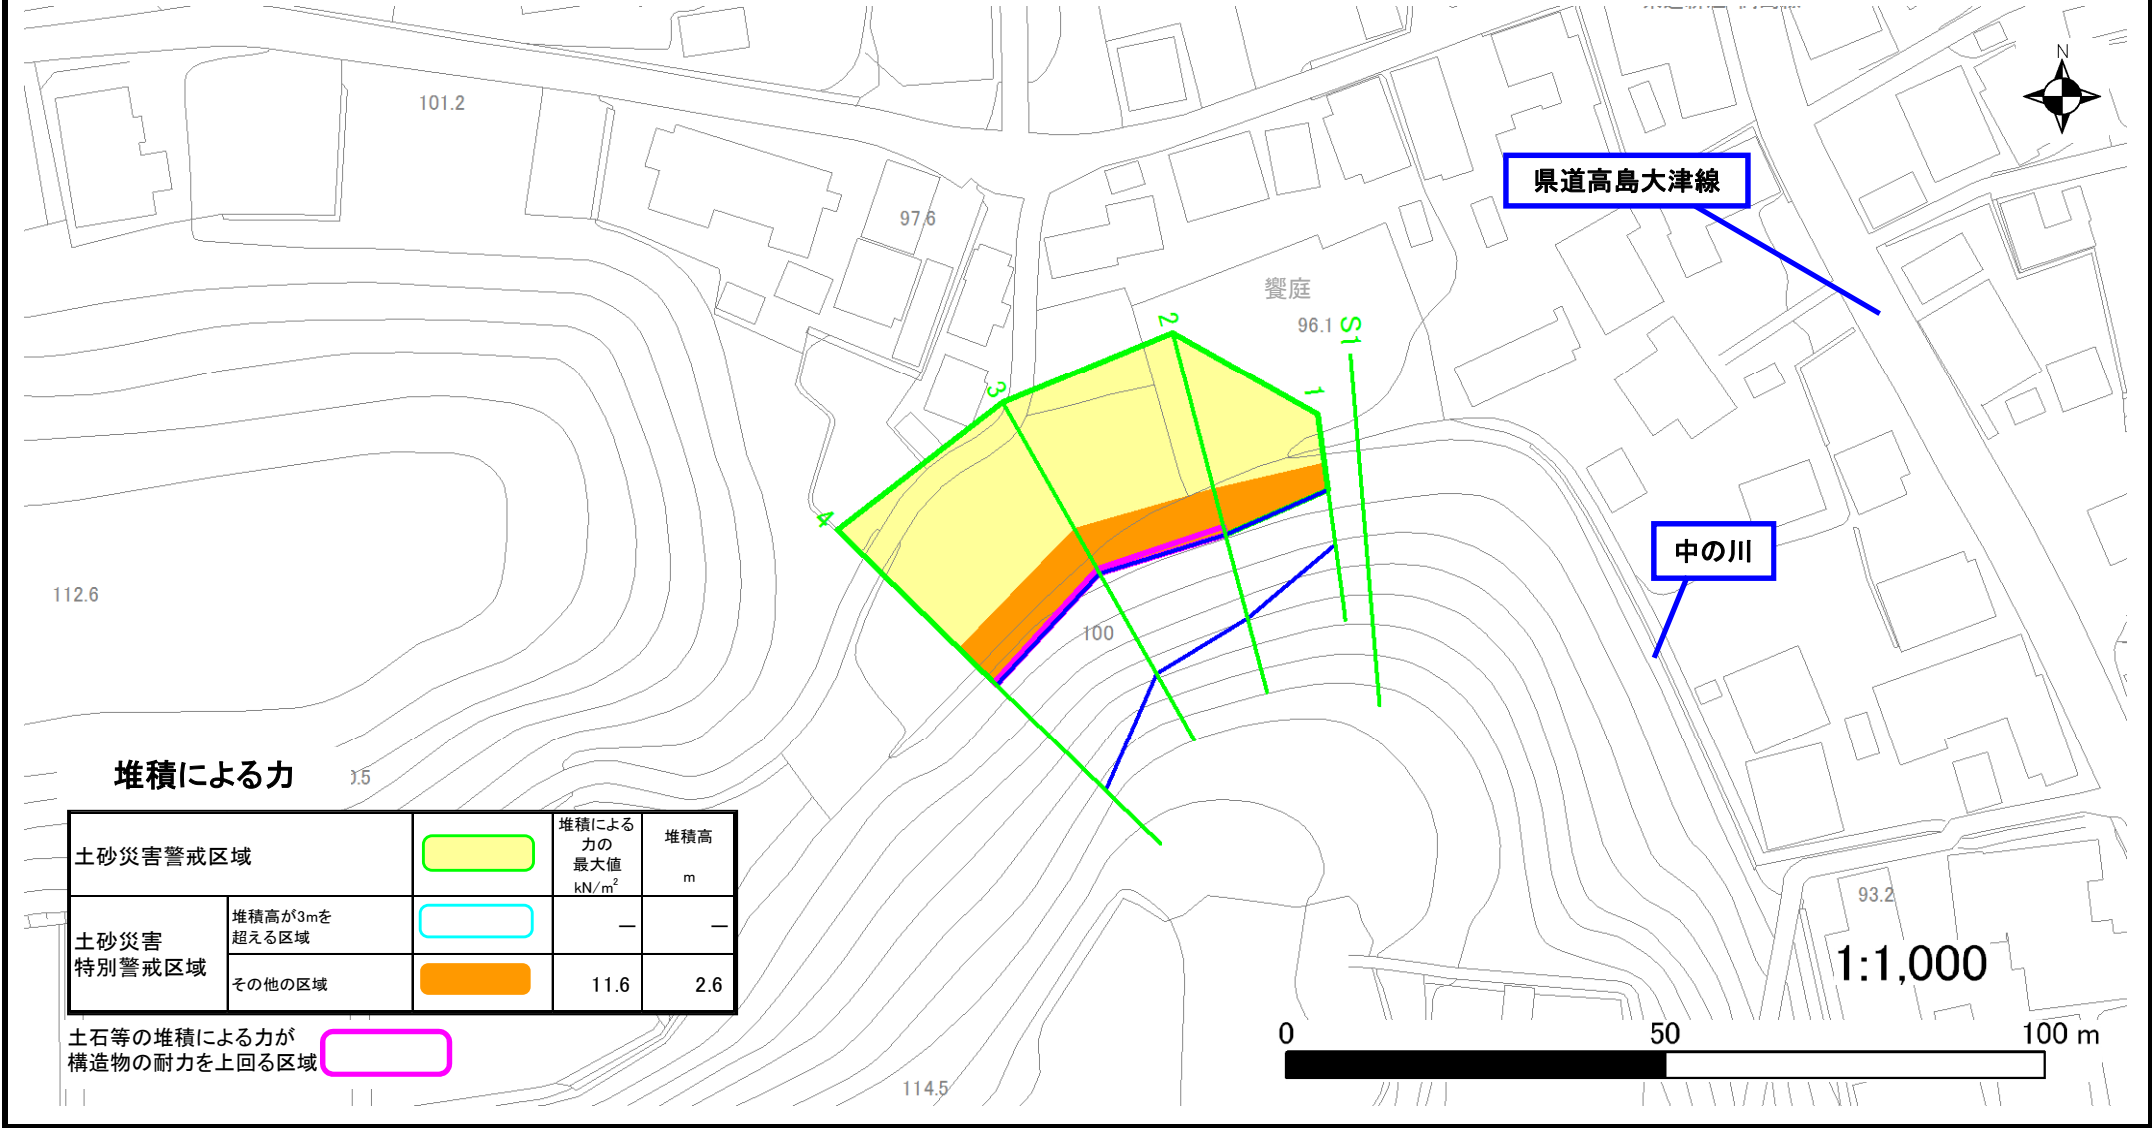 101.2
N
県道高島大津線
97.6
饗庭
96.1
S1
2
1
3
4
中の川
112.6
100
堆積による力
土砂災害警戒区域
堆積による
力の
最大値
kN/m²
堆積高
m
土砂災害
特別警戒区域
堆積高が3mを
超える区域
―
―
その他の区域
11.6
2.6
土石等の堆積による力が
構造物の耐力を上回る区域
93.2
1:1,000
0
50
100 m
114.5